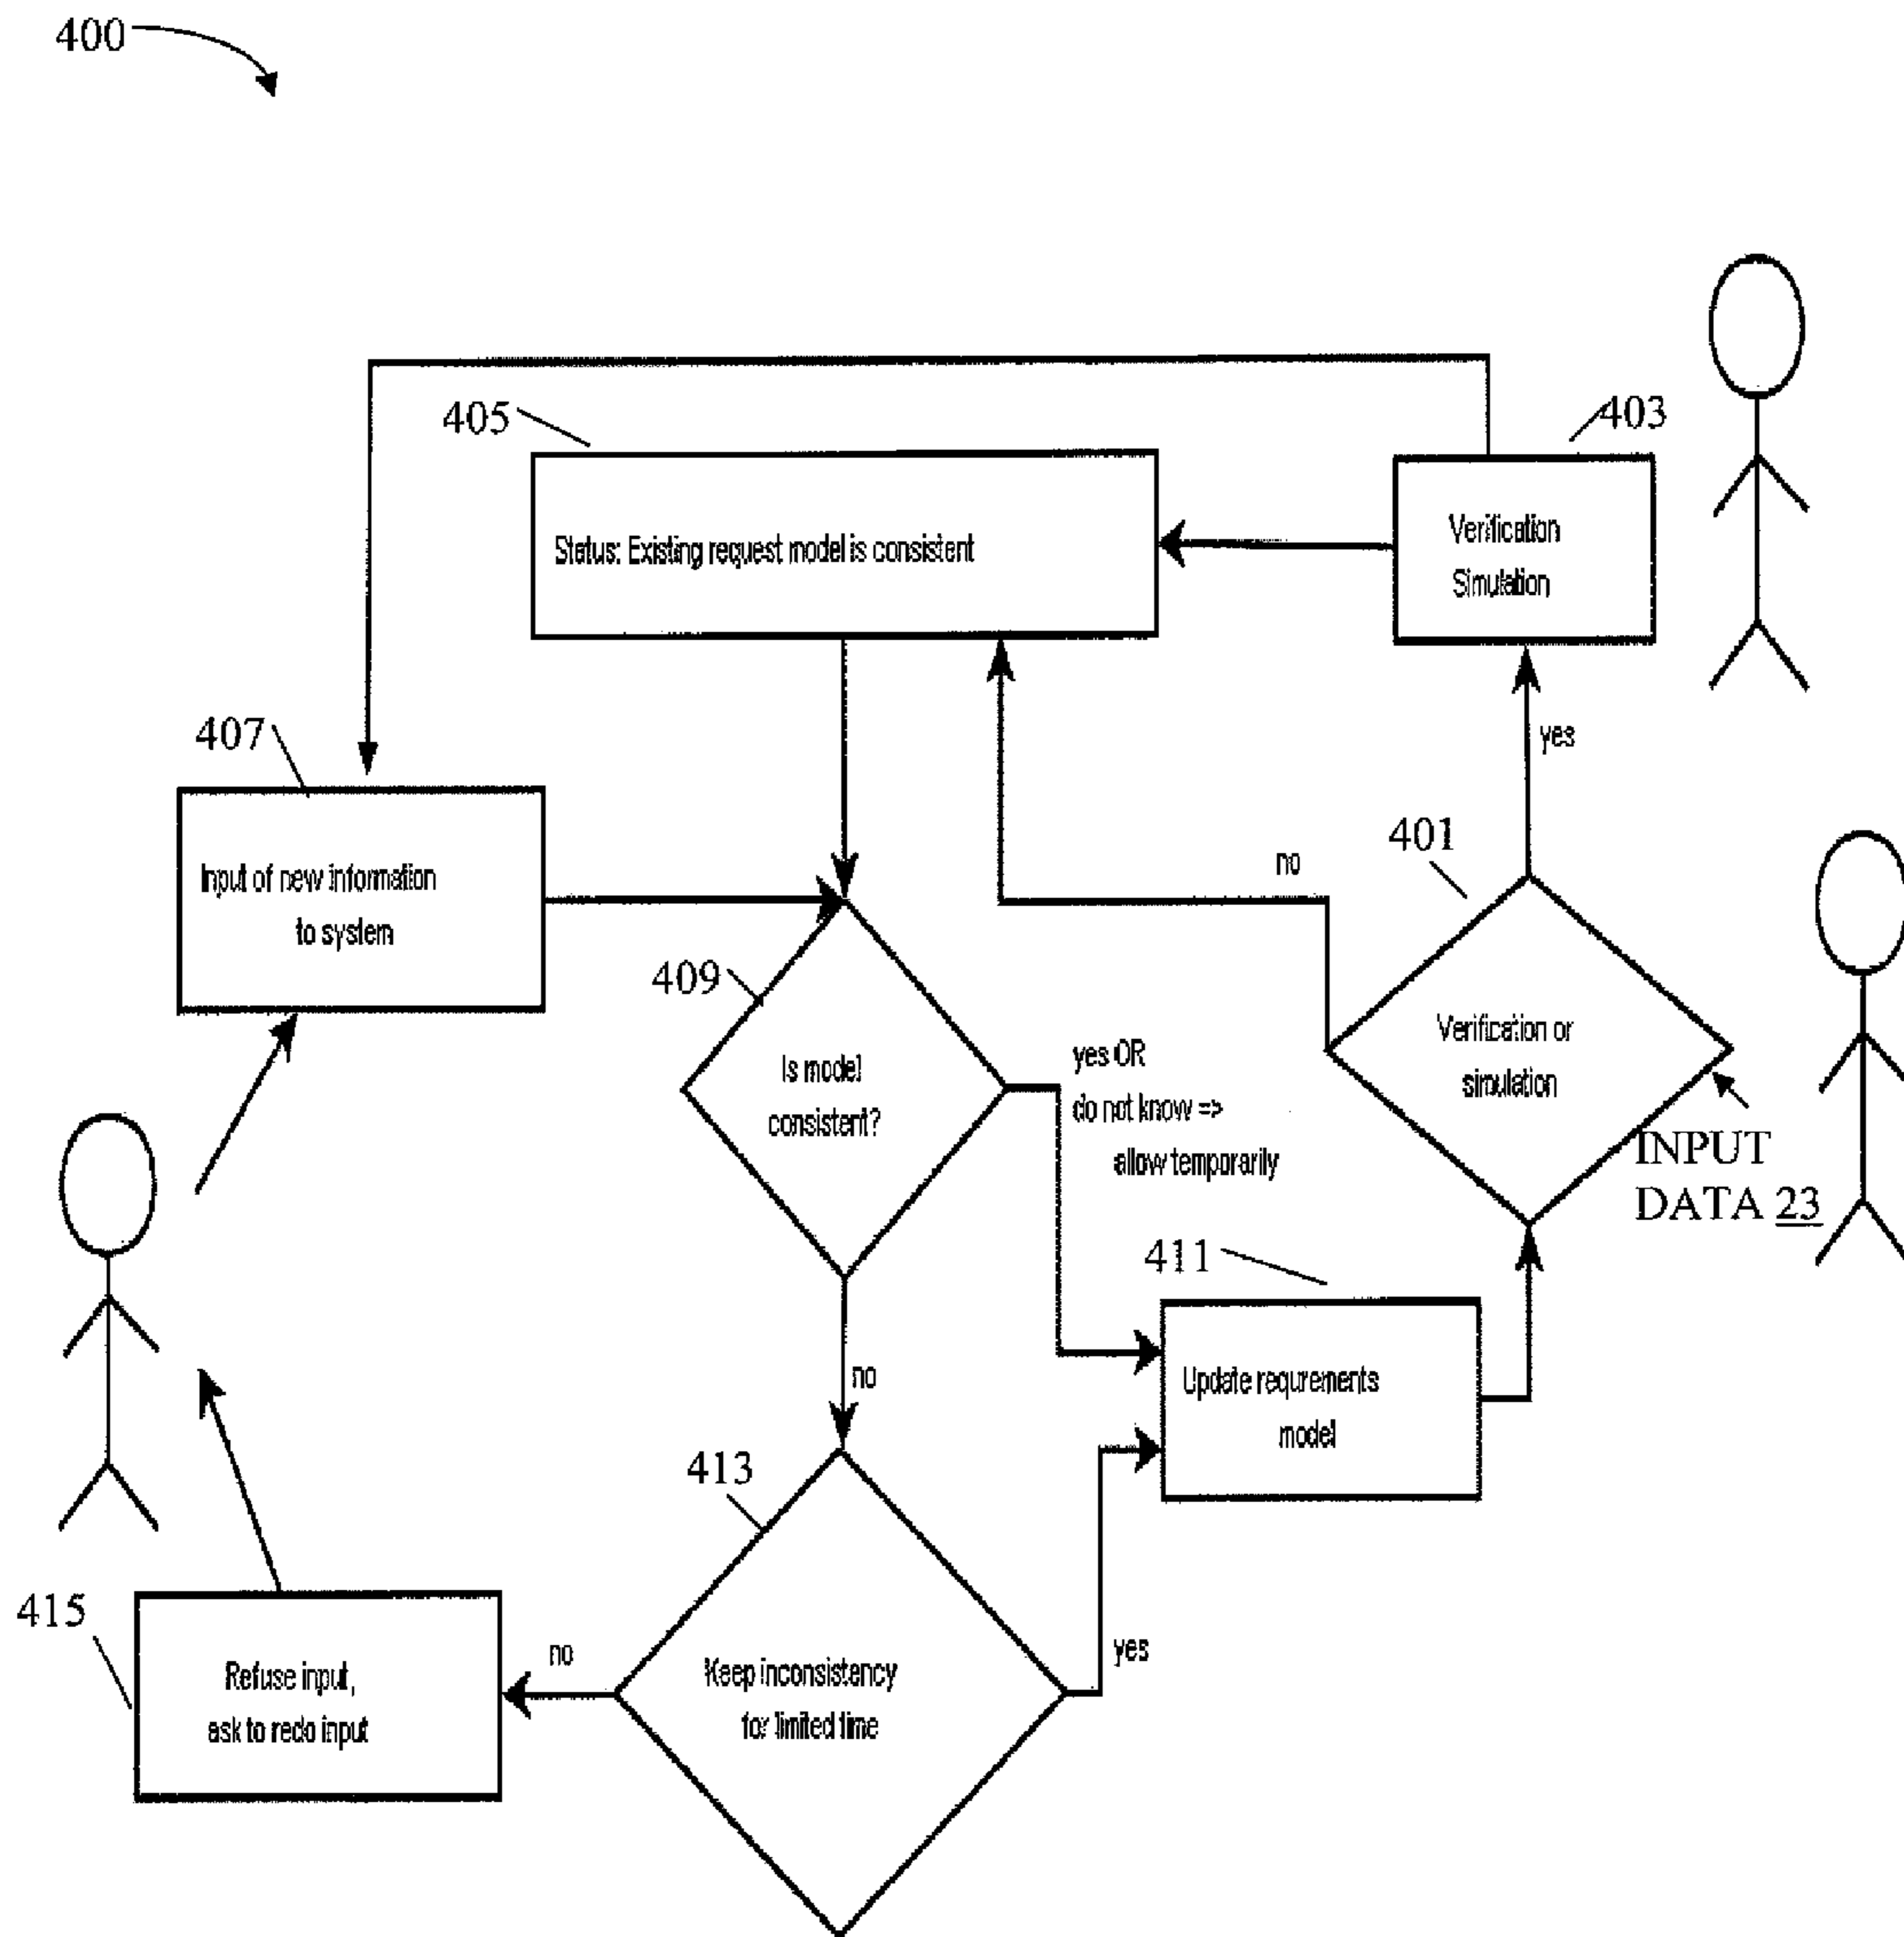 400
405
403
Status: Existing request model is consistent
Verification
Simulation
407
yes
401
no
Input of new information
to system
409
Verification or
simulation
Is model
consistent?
yes OR
do not know =>
allow temporarily
INPUT
DATA 23
411
no
Update requrements
model
413
415
no
yes
Refuse input,
ask to redo input
Keep inconsistency
for limited time